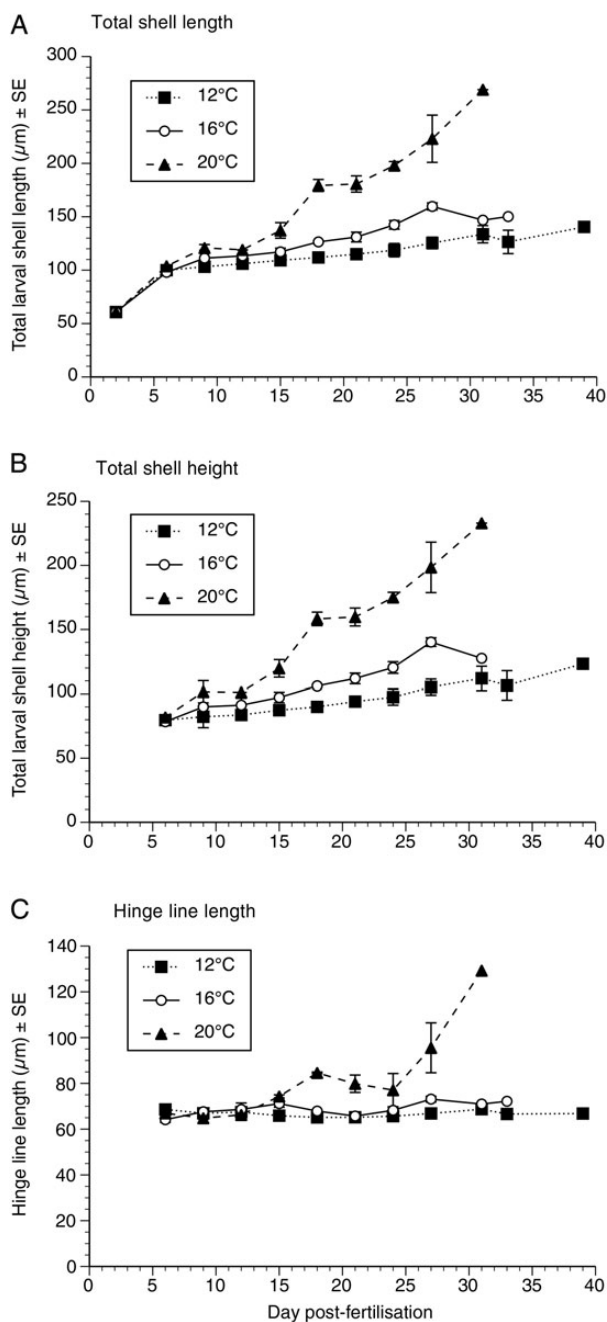 A
Total shell length
Total larval shell length (µm) ± SE
300
250
200
150
100
50
0
12°C
16°C
20°C
0 5 10 15 20 25 30 35 40
B
Total shell height
Total larval shell height (µm) ± SE
250
200
150
100
50
0
12°C
16°C
20°C
0 5 10 15 20 25 30 35 40
C
Hinge line length
Hinge line length (µm) ± SE
140
120
100
80
60
40
20
0
12°C
16°C
20°C
0 5 10 15 20 25 30 35 40
Day post-fertilisation